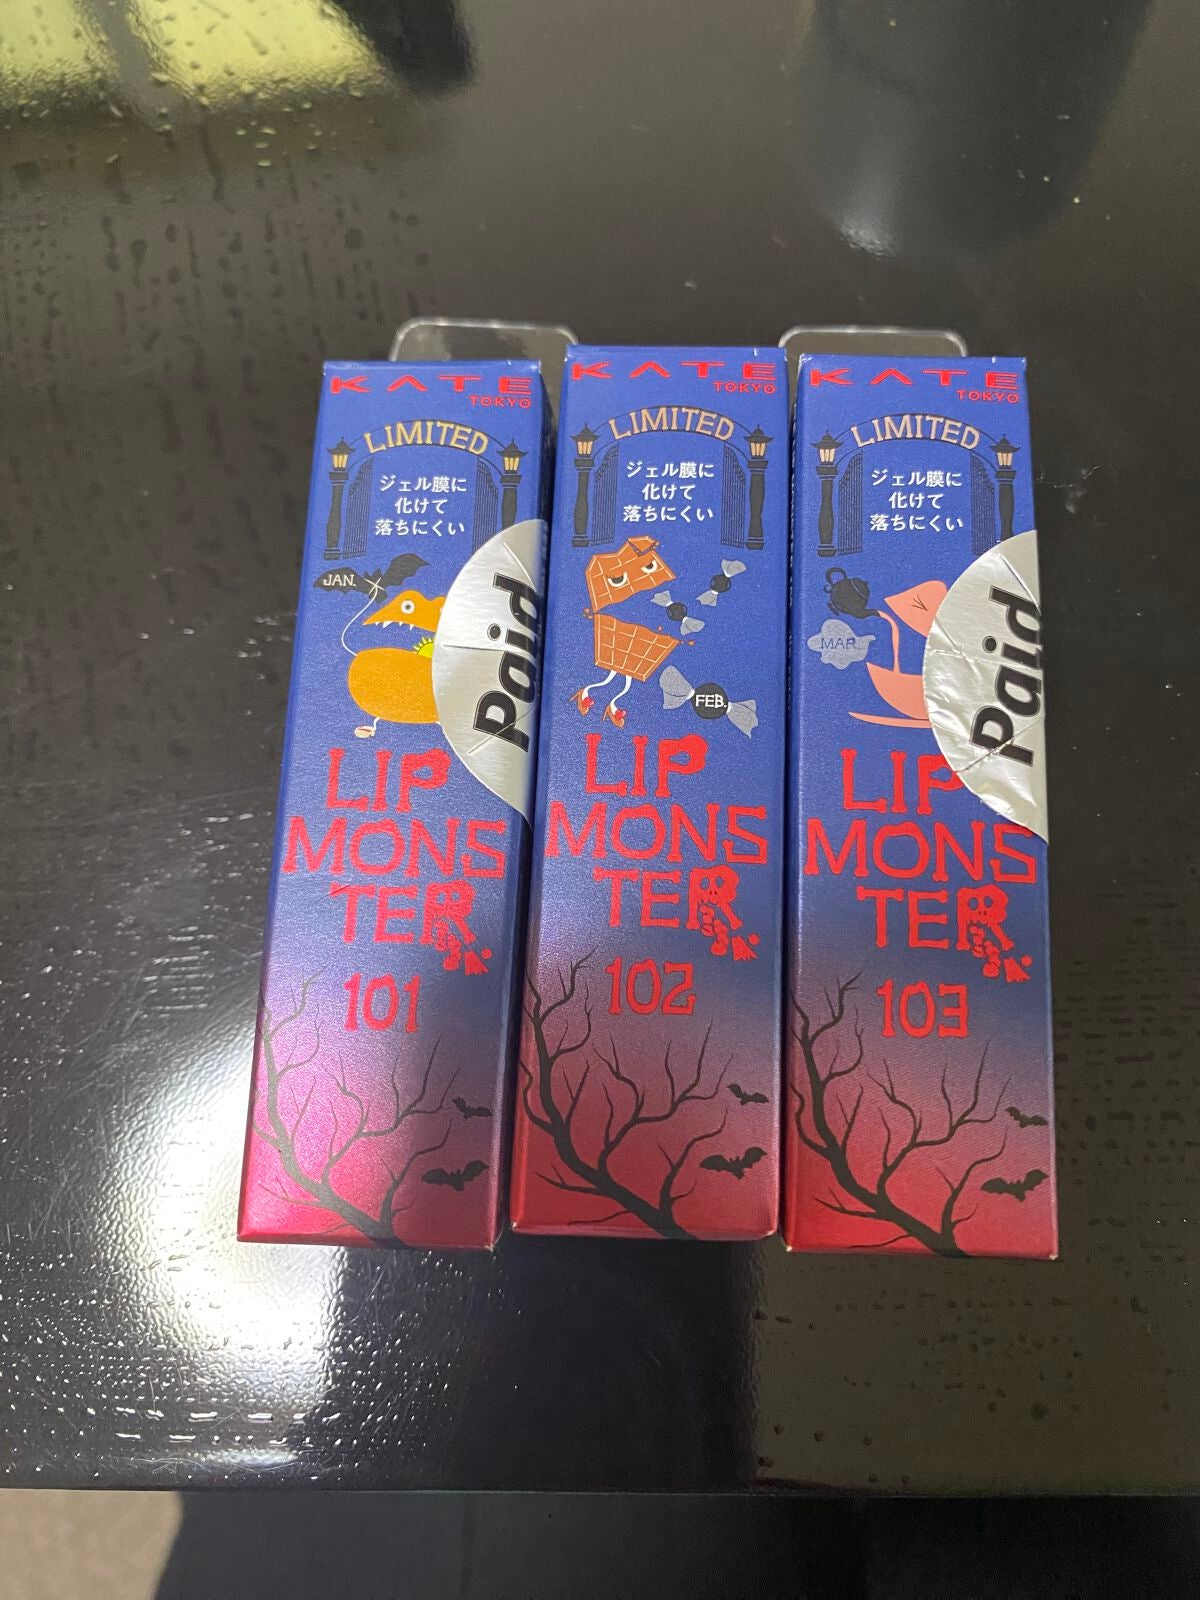 KATE
TOKYO
LIMITED
ジェル膜に
化けて
落ちにくい
JAN.
Paid
LIP
MONS
TER
101
KATE
TOKYO
LIMITED
ジェル膜に
化けて
落ちにくい
FEB.
LIP
MONS
TER
102
KATE
TOKYO
LIMITED
ジェル膜に
化けて
落ちにくい
MAR.
Paid
LIP
MONS
TER
103